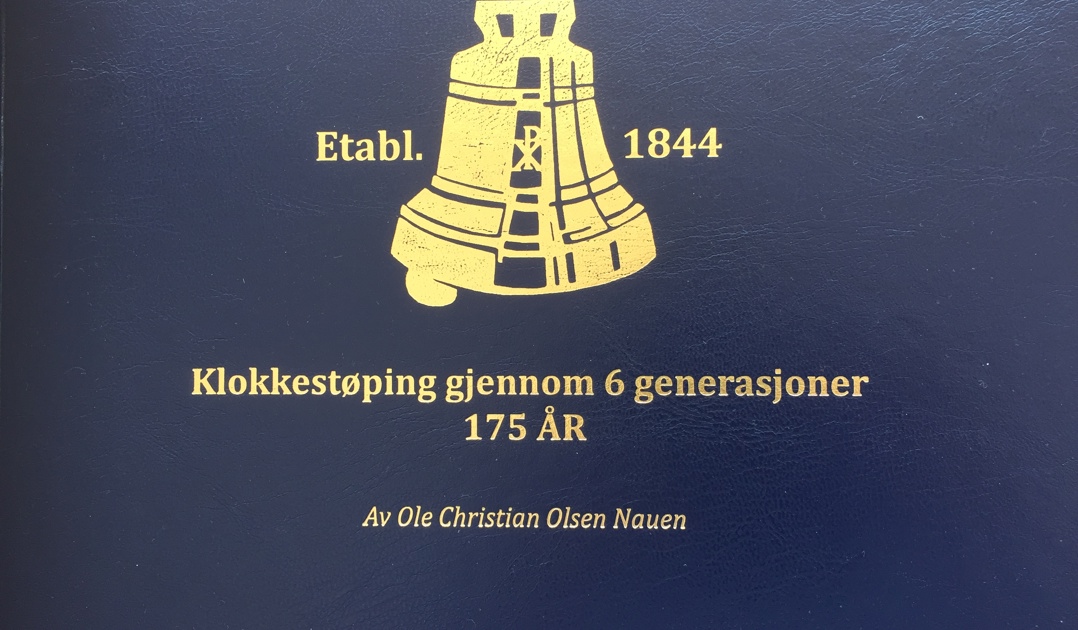 Etabl. 1844
Klokkestøping gjennom 6 generasjoner
175 ÅR
Av Ole Christian Olsen Nauen